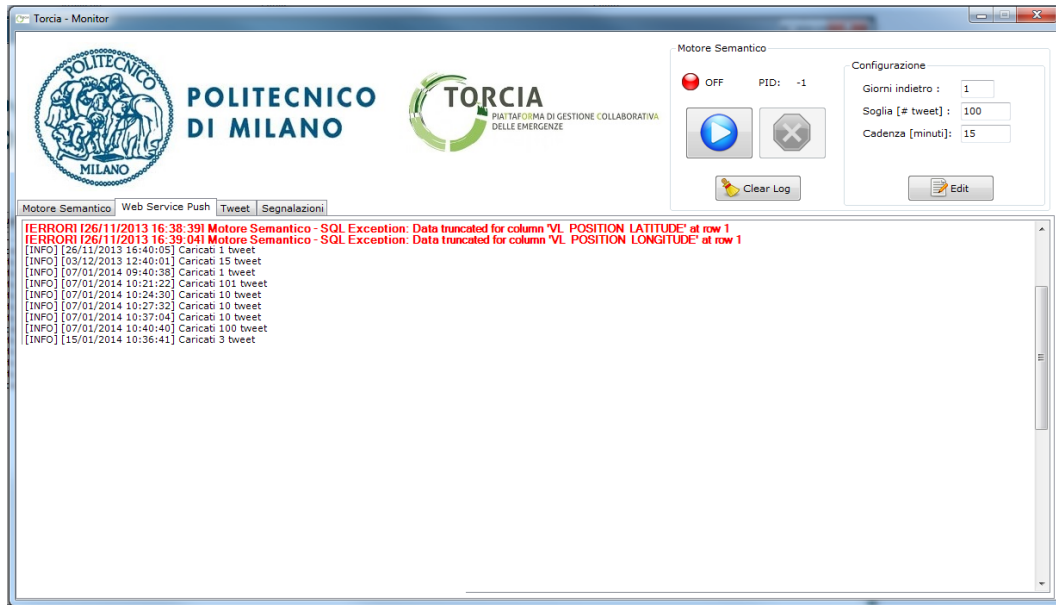 Torcia - Monitor
POLITECNICO
MILANO
POLITECNICO
DI MILANO
TORCIA
PIATTAFORMA DI GESTIONE COLLABORATIVA
DELLE EMERGENZE
Motore Semantico
OFF PID: -1
Clear Log
Configurazione
Giorni indietro : 1
Soglia [# tweet] : 100
Cadenza [minuti]: 15
Edit
Motore Semantico Web Service Push Tweet Segnalazioni
[ERROR] [26/11/2013 16:38:39] Motore Semantico - SQL Exception: Data truncated for column 'VL_POSITION_LATITUDE' at row 1
[ERROR] [26/11/2013 16:39:04] Motore Semantico - SQL Exception: Data truncated for column 'VL_POSITION_LONGITUDE' at row 1
[INFO] [26/11/2013 16:40:05] Caricati 1 tweet
[INFO] [03/12/2013 12:40:01] Caricati 15 tweet
[INFO] [07/01/2014 09:40:38] Caricati 1 tweet
[INFO] [07/01/2014 10:21:22] Caricati 101 tweet
[INFO] [07/01/2014 10:24:30] Caricati 10 tweet
[INFO] [07/01/2014 10:27:32] Caricati 10 tweet
[INFO] [07/01/2014 10:37:04] Caricati 10 tweet
[INFO] [07/01/2014 10:40:40] Caricati 100 tweet
[INFO] [15/01/2014 10:36:41] Caricati 3 tweet